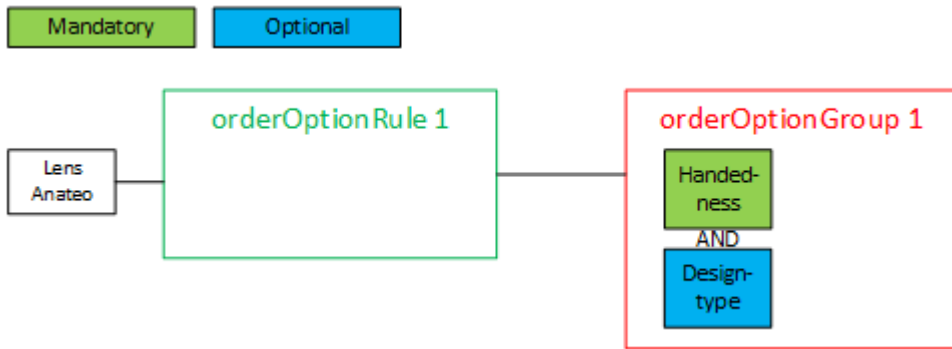 Mandatory
Optional
orderOptionRule 1
orderOptionGroup 1
Lens
Anateo
Handed-
ness
AND
Design-
type